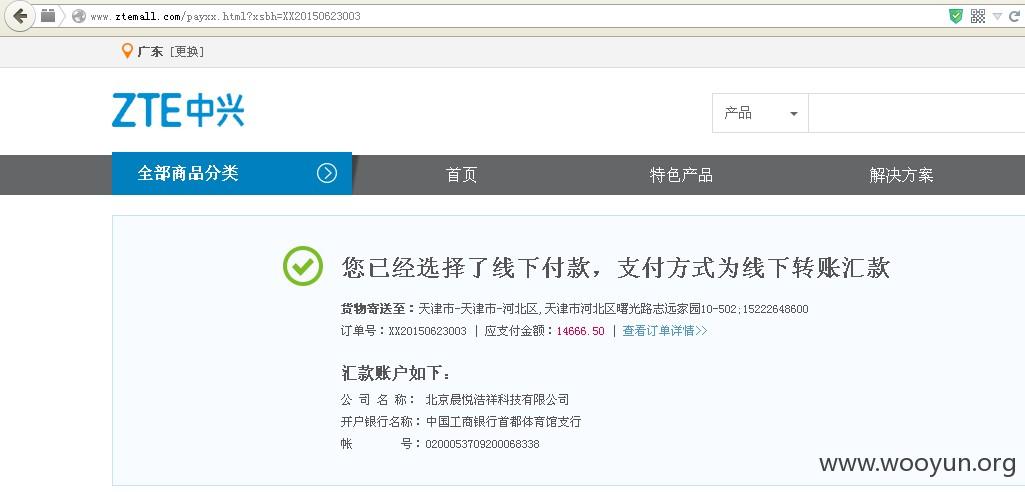 www.ztemall.com/payxx.html?xsbh=XX20150623003
广东 [更换]
ZTE中兴
产品
全部商品分类 首页 特色产品 解决方案
您已经选择了线下付款，支付方式为线下转账汇款
货物寄送至：天津市-天津市-河北区,天津市河北区曙光路志远家园10-502;15222648600
订单号：XX20150623003 | 应支付金额：14666.50 | 查看订单详情>>
汇款账户如下：
公 司 名 称： 北京晨悦浩祥科技有限公司
开户银行名称：中国工商银行首都体育馆支行
帐 号：0200053709200068338
www.wooyun.org